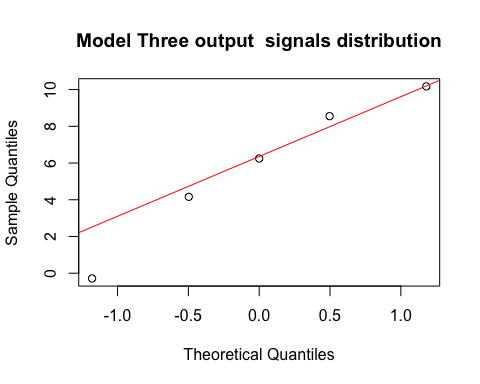 Model Three output  signals distribution
Sample Quantiles
10
8
6
4
2
0
-1.0 -0.5 0.0 0.5 1.0
Theoretical Quantiles